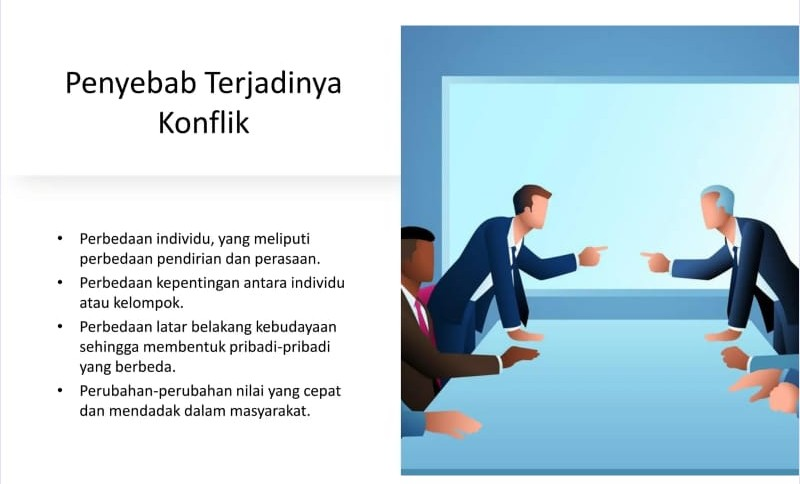 Penyebab Terjadinya
Konflik
• Perbedaan individu, yang meliputi
perbedaan pendirian dan perasaan.
• Perbedaan kepentingan antara individu
atau kelompok.
• Perbedaan latar belakang kebudayaan
sehingga membentuk pribadi-pribadi
yang berbeda.
• Perubahan-perubahan nilai yang cepat
dan mendadak dalam masyarakat.